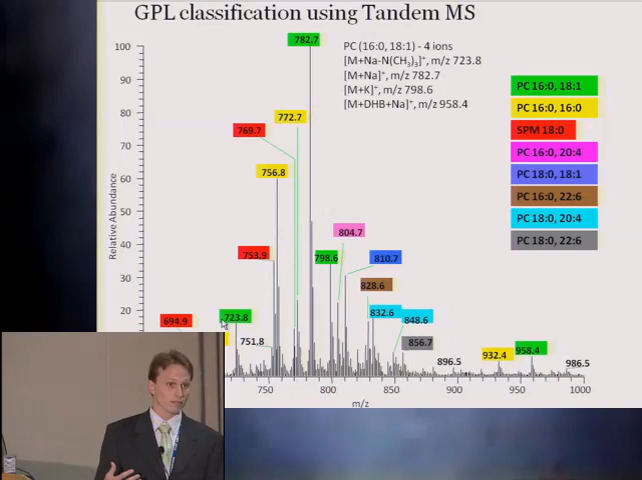 GPL classification using Tandem MS
PC (16:0, 18:1) - 4 ions
[M+Na-N(CH₃)₃]⁺, m/z 723.8
[M+Na]⁺, m/z 782.7
[M+K]⁺, m/z 798.6
[M+DHB+Na]⁺, m/z 958.4
PC 16:0, 18:1
PC 16:0, 16:0
SPM 18:0
PC 16:0, 20:4
PC 18:0, 18:1
PC 16:0, 22:6
PC 18:0, 20:4
PC 18:0, 22:6
Relative Abundance
100
90
80
70
60
50
40
30
20
782.7
772.7
769.7
756.8
804.7
753.9
798.6
810.7
828.6
694.9
723.8
832.6
848.6
751.8
856.7
896.5
932.4
958.4
986.5
750
800
850
900
950
1000
m/z